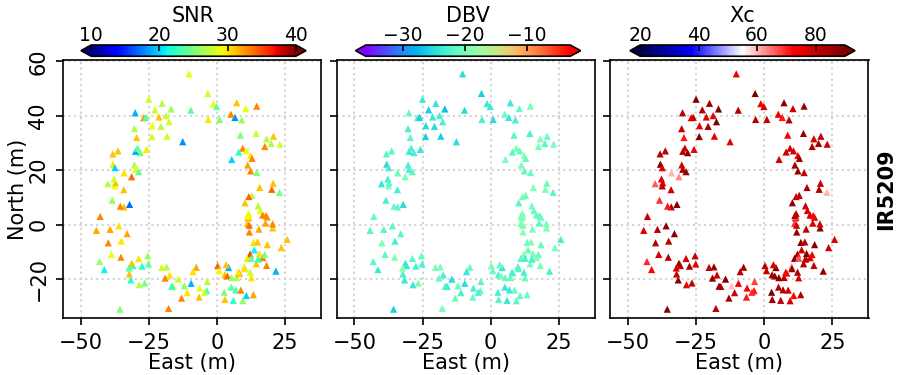 SNR DBV Xc
10 20 30 40 −30 −20 −10 20 40 60 80
60
40
20
0
−20
North (m)
IR5209
−50 −25 0 25 −50 −25 0 25 −50 −25 0 25
East (m) East (m) East (m)